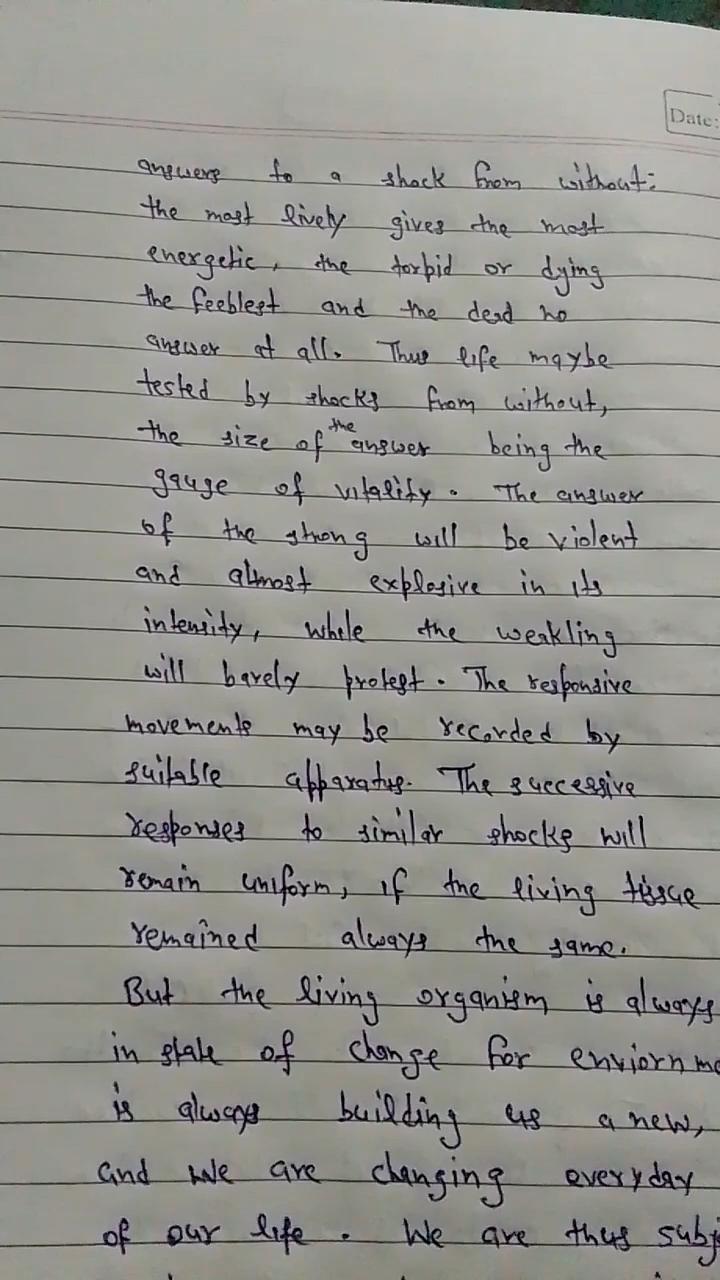 Date:
answers to a shock from without:
the most lively gives the most
energetic, the torpid or dying
the feeblest and the dead no
answer at all. Thus life maybe
tested by shocks from without,
the size of the answer being the
gauge of vitality. The answer
of the strong will be violent
and almost explosive in its
intensity, while the weakling
will barely protest. The responsive
movements may be recorded by
suitable apparatus. The successive
responses to similar shocks will
remain uniform, if the living tissue
remained always the same.
But the living organism is always
in state of change for enviornm
is always building us a new,
and we are changing everyday
of our life. We are thus subj